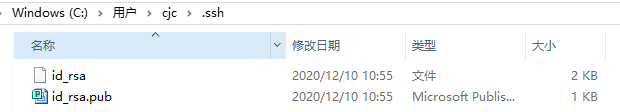 Windows (C:) > 用户 > cjc > .ssh
名称 修改日期 类型 大小
id_rsa 2020/12/10 10:55 文件 2 KB
id_rsa.pub 2020/12/10 10:55 Microsoft Publis... 1 KB